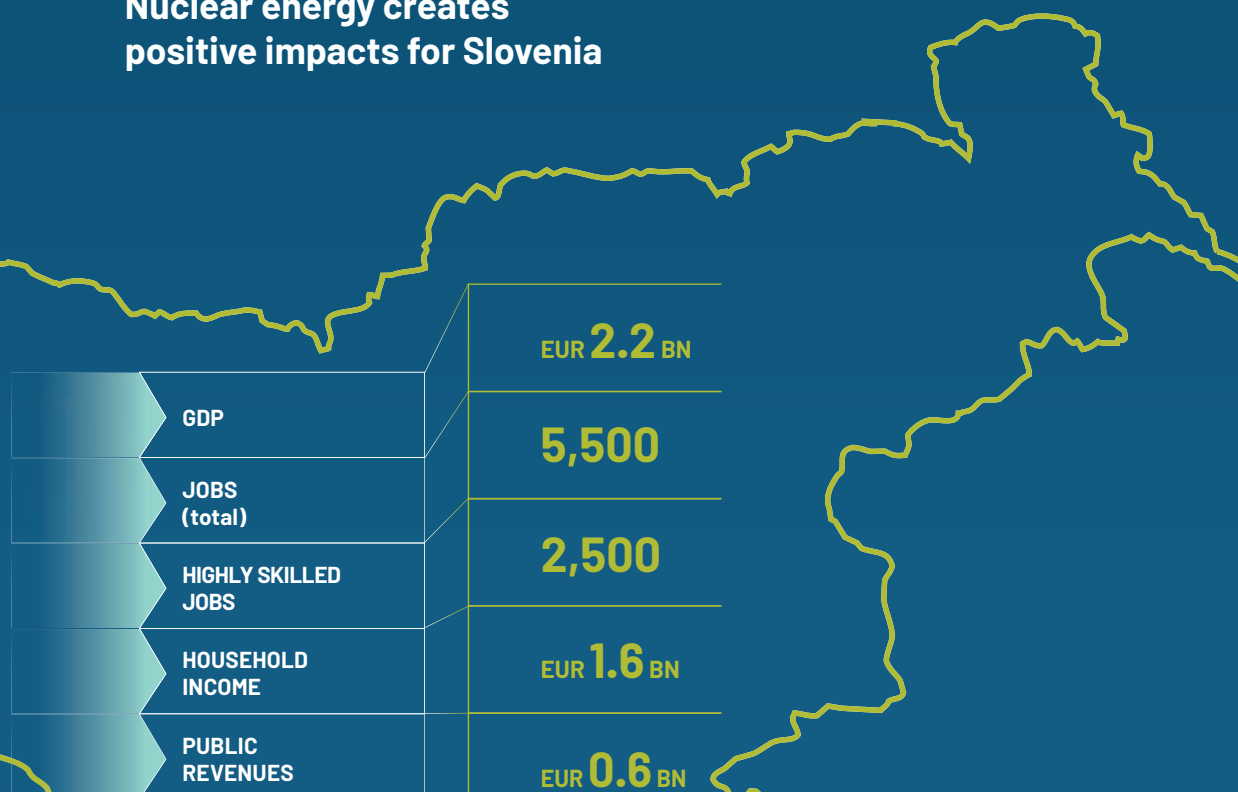 Nuclear energy creates
positive impacts for Slovenia
GDP
EUR 2.2 BN
JOBS
(total)
5,500
HIGHLY SKILLED
JOBS
2,500
HOUSEHOLD
INCOME
EUR 1.6 BN
PUBLIC
REVENUES
EUR 0.6 BN